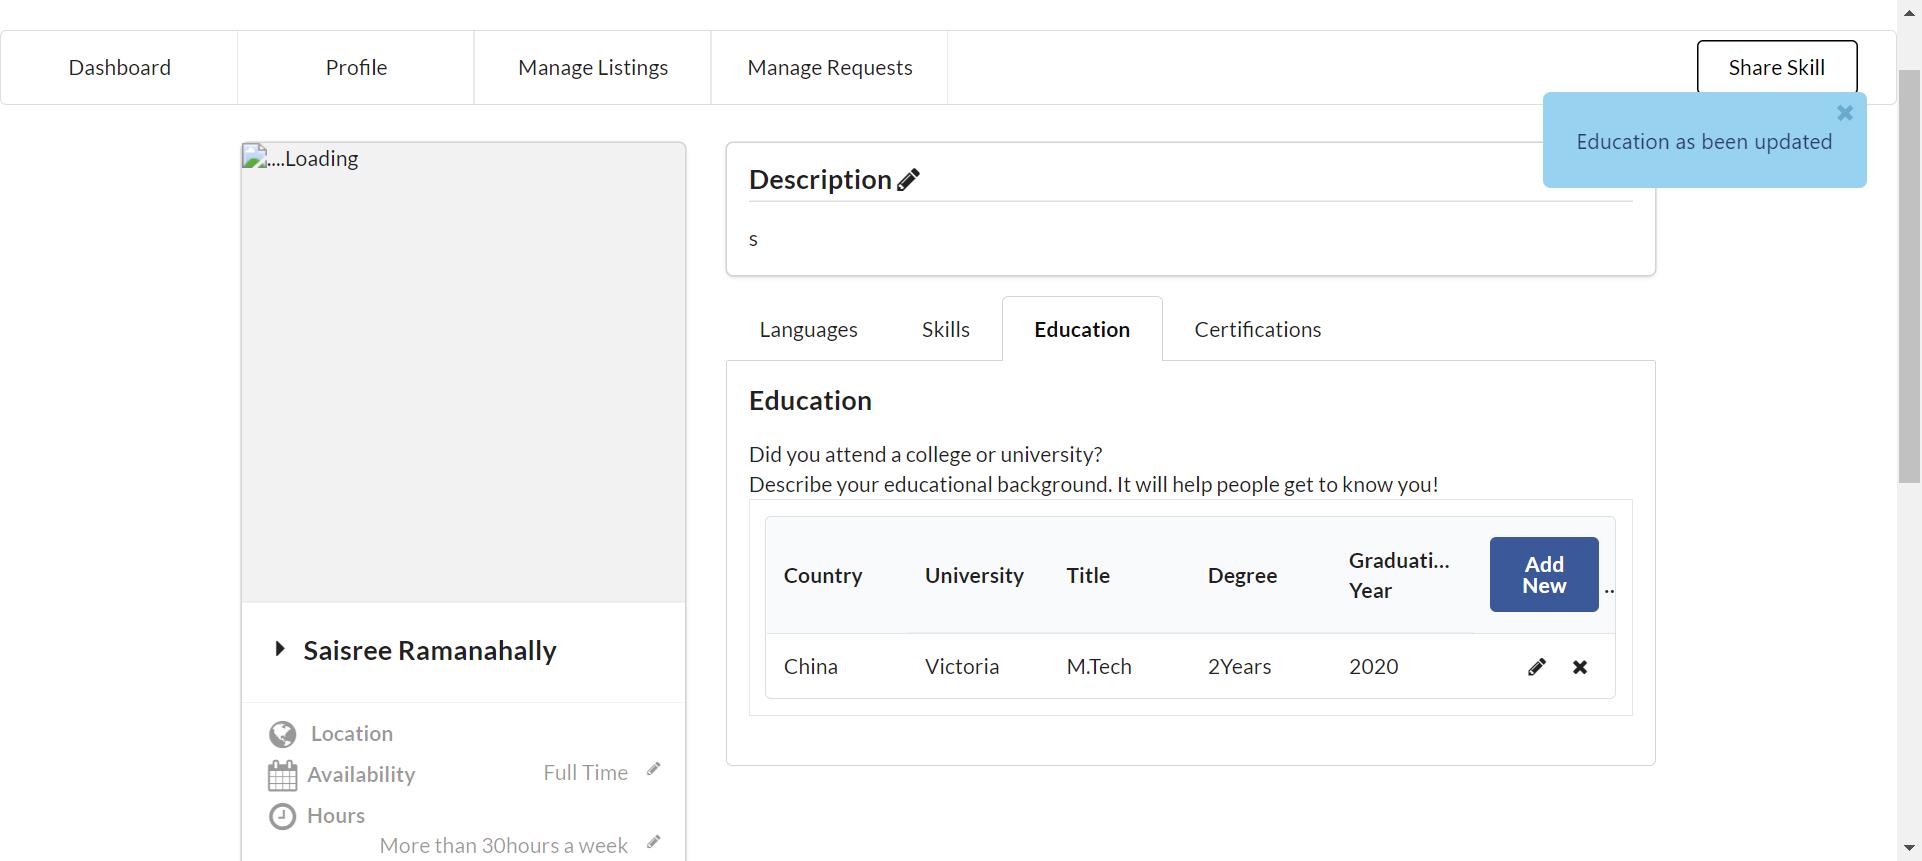 Dashboard
Profile
Manage Listings
Manage Requests
Share Skill
Education as been updated
....Loading
Description
s
Languages
Skills
Education
Certifications
Education
Did you attend a college or university?
Describe your educational background. It will help people get to know you!
Country University Title Degree Graduati... Year Add New ..
China Victoria M.Tech 2Years 2020
Saisree Ramanahally
Location
Availability Full Time
Hours
More than 30hours a week